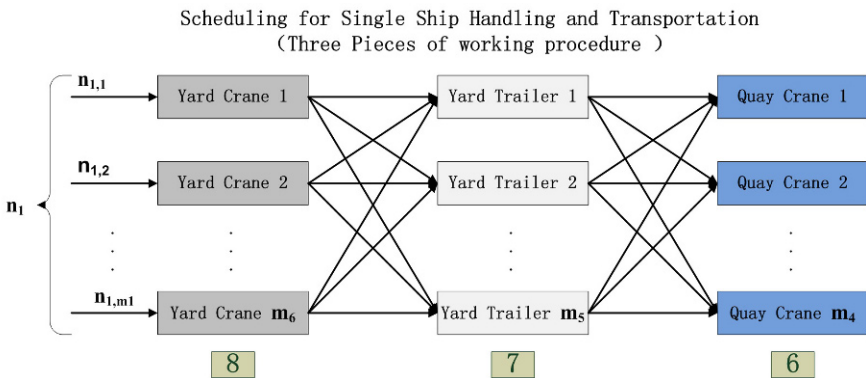 Scheduling for Single Ship Handling and Transportation
(Three Pieces of working procedure )
n1,1 Yard Crane 1 Yard Trailer 1 Quay Crane 1
n1,2 Yard Crane 2 Yard Trailer 2 Quay Crane 2
n1
n1,m1 Yard Crane m6 Yard Trailer m5 Quay Crane m4
8 7 6